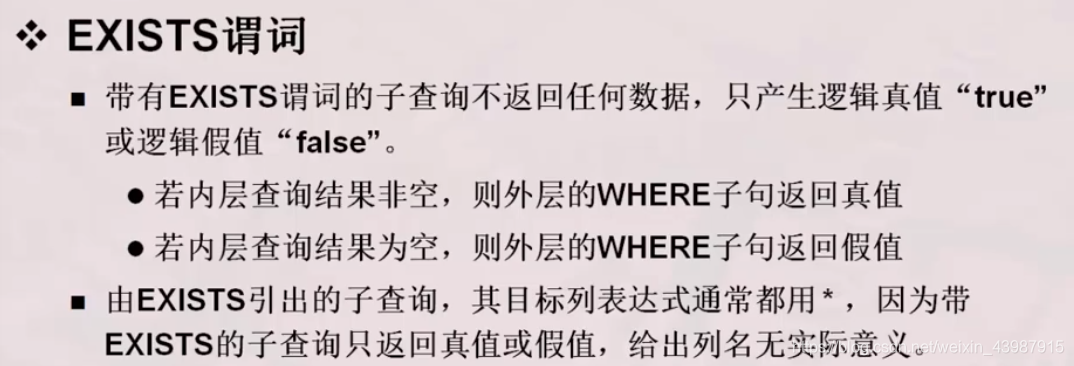 ❖ EXISTS谓词
■ 带有EXISTS谓词的子查询不返回任何数据，只产生逻辑真值“true”
或逻辑假值“false”。
● 若内层查询结果非空，则外层的WHERE子句返回真值
● 若内层查询结果为空，则外层的WHERE子句返回假值
■ 由EXISTS引出的子查询，其目标列表达式通常都用 * ，因为带
EXISTS的子查询只返回真值或假值，给出列名无实际意义。
https://blog.csdn.net/weixin_43987915